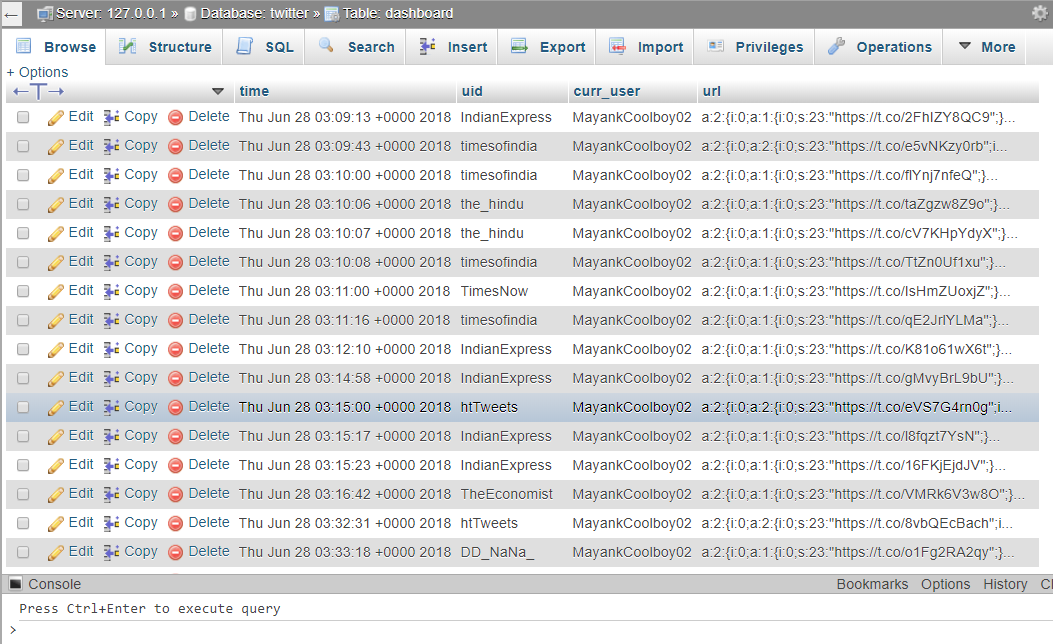 Server: 127.0.0.1 » Database: twitter » Table: dashboard
Browse Structure SQL Search Insert Export Import Privileges Operations More
+ Options
time uid curr_user url
Edit Copy Delete Thu Jun 28 03:09:13 +0000 2018 IndianExpress MayankCoolboy02 a:2:{i:0;a:1:{i:0;s:23:"https://t.co/2FhIZY8QC9";}...
Edit Copy Delete Thu Jun 28 03:09:43 +0000 2018 timesofindia MayankCoolboy02 a:2:{i:0;a:2:{i:0;s:23:"https://t.co/e5vNKzy0rb";i...
Edit Copy Delete Thu Jun 28 03:10:00 +0000 2018 timesofindia MayankCoolboy02 a:2:{i:0;a:1:{i:0;s:23:"https://t.co/flYnj7nfeQ";}...
Edit Copy Delete Thu Jun 28 03:10:06 +0000 2018 the_hindu MayankCoolboy02 a:2:{i:0;a:1:{i:0;s:23:"https://t.co/taZgzw8Z9o";}...
Edit Copy Delete Thu Jun 28 03:10:07 +0000 2018 the_hindu MayankCoolboy02 a:2:{i:0;a:1:{i:0;s:23:"https://t.co/cV7KHpYdyX";}...
Edit Copy Delete Thu Jun 28 03:10:08 +0000 2018 timesofindia MayankCoolboy02 a:2:{i:0;a:1:{i:0;s:23:"https://t.co/TtZn0Uf1xu";}...
Edit Copy Delete Thu Jun 28 03:11:00 +0000 2018 TimesNow MayankCoolboy02 a:2:{i:0;a:1:{i:0;s:23:"https://t.co/IsHmZUoxjZ";}...
Edit Copy Delete Thu Jun 28 03:11:16 +0000 2018 timesofindia MayankCoolboy02 a:2:{i:0;a:1:{i:0;s:23:"https://t.co/qE2JrlYLMa";}...
Edit Copy Delete Thu Jun 28 03:12:10 +0000 2018 IndianExpress MayankCoolboy02 a:2:{i:0;a:1:{i:0;s:23:"https://t.co/K81o61wX6t";}...
Edit Copy Delete Thu Jun 28 03:14:58 +0000 2018 IndianExpress MayankCoolboy02 a:2:{i:0;a:1:{i:0;s:23:"https://t.co/gMvyBrL9bU";}...
Edit Copy Delete Thu Jun 28 03:15:00 +0000 2018 htTweets MayankCoolboy02 a:2:{i:0;a:2:{i:0;s:23:"https://t.co/eVS7G4rn0g";i...
Edit Copy Delete Thu Jun 28 03:15:17 +0000 2018 IndianExpress MayankCoolboy02 a:2:{i:0;a:1:{i:0;s:23:"https://t.co/l8fqzt7YsN";}...
Edit Copy Delete Thu Jun 28 03:15:23 +0000 2018 IndianExpress MayankCoolboy02 a:2:{i:0;a:1:{i:0;s:23:"https://t.co/16FKjEjdJV";}...
Edit Copy Delete Thu Jun 28 03:16:42 +0000 2018 TheEconomist MayankCoolboy02 a:2:{i:0;a:1:{i:0;s:23:"https://t.co/VMRk6V3w8O";}...
Edit Copy Delete Thu Jun 28 03:32:31 +0000 2018 htTweets MayankCoolboy02 a:2:{i:0;a:2:{i:0;s:23:"https://t.co/8vbQEcBach";i...
Edit Copy Delete Thu Jun 28 03:33:18 +0000 2018 DD_NaNa_ MayankCoolboy02 a:2:{i:0;a:1:{i:0;s:23:"https://t.co/o1Fg2RA2qy";}...
Console Bookmarks Options History
Press Ctrl+Enter to execute query
>